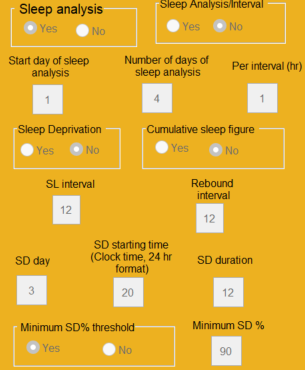 Sleep analysis
Yes No
Sleep Analysis/Interval
Yes No
Start day of sleep
analysis
Number of days of
sleep analysis
Per interval (hr)
1
4
1
Sleep Deprivation
Yes No
Cumulative sleep figure
Yes No
SL interval
Rebound
interval
12
12
SD day
SD starting time
(Clock time, 24 hr
format)
SD duration
3
20
12
Minimum SD% threshold
Yes No
Minimum SD %
90